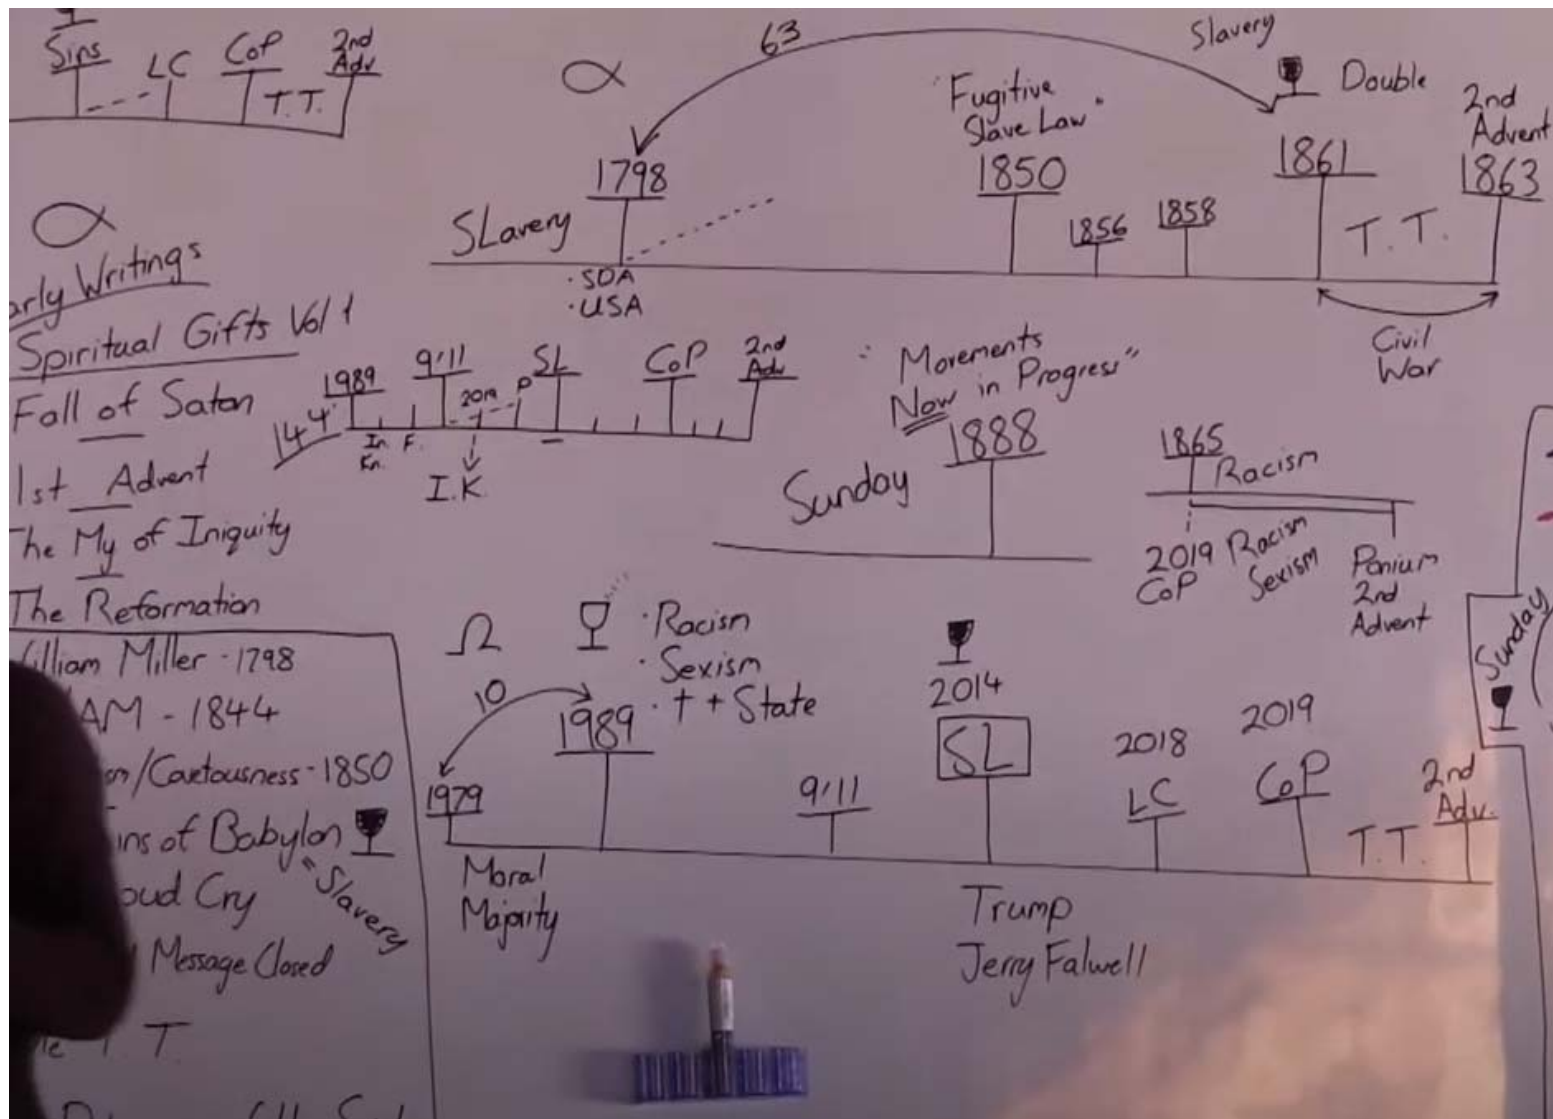 Sins
LC
CoP
2nd
Adv
T.T.
α
63
Slavery
Double
"Fugitive
Slave Law"
2nd
Advent
1798
1850
1856
1858
1861
1863
SLavery
T. T.
· SDA
· USA
Civil
War
α
Early Writings
Spiritual Gifts Vol 1
Fall of Satan
1st Advent
The My of Iniquity
The Reformation
William Miller - 1798
AM - 1844
/Covetousness - 1850
ins of Babylon
"Slavery
oud Cry
Message Closed
T T.
144
1989
9/11
2019
P
SL
CoP
2nd
Adv
In
Kn.
F.
I.K.
"Movements
Now in Progress"
1888
Sunday
1865
Racism
2019 Racism
CoP Sexism
Panium
2nd
Advent
Sunday
Ω
· Racism
· Sexism
· † + State
10
1979
1989
9/11
2014
SL
2018
LC
2019
CoP
T.T.
2nd
Adv.
Moral
Majority
Trump
Jerry Falwell